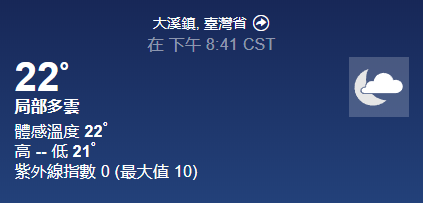 大溪鎮, 臺灣省
在 下午 8:41 CST
22°
局部多雲
體感溫度 22°
高 -- 低 21°
紫外線指數 0 (最大值 10)